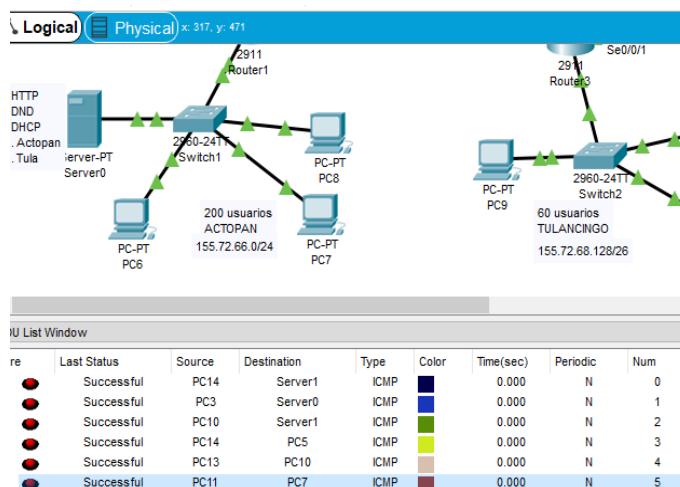 Logical Physical x: 317, y: 471
2911
Router1
Se0/0/1
Router3
HTTP
DND
DHCP
. Actopan
. Tula
Server0
2960-24TT
Switch1
PC-PT
PC8
PC-PT
PC9
2960-24TT
Switch2
200 usuarios
ACTOPAN
155.72.66.0/24
60 usuarios
TULANCINGO
155.72.68.128/26
PC-PT
PC6
PC-PT
PC7
DU List Window
re Last Status Source Destination Type Color Time(sec) Periodic Num
Successful PC14 Server1 ICMP 0.000 N 0
Successful PC3 Server0 ICMP 0.000 N 1
Successful PC10 Server1 ICMP 0.000 N 2
Successful PC14 PC5 ICMP 0.000 N 3
Successful PC13 PC10 ICMP 0.000 N 4
Successful PC11 PC7 ICMP 0.000 N 5